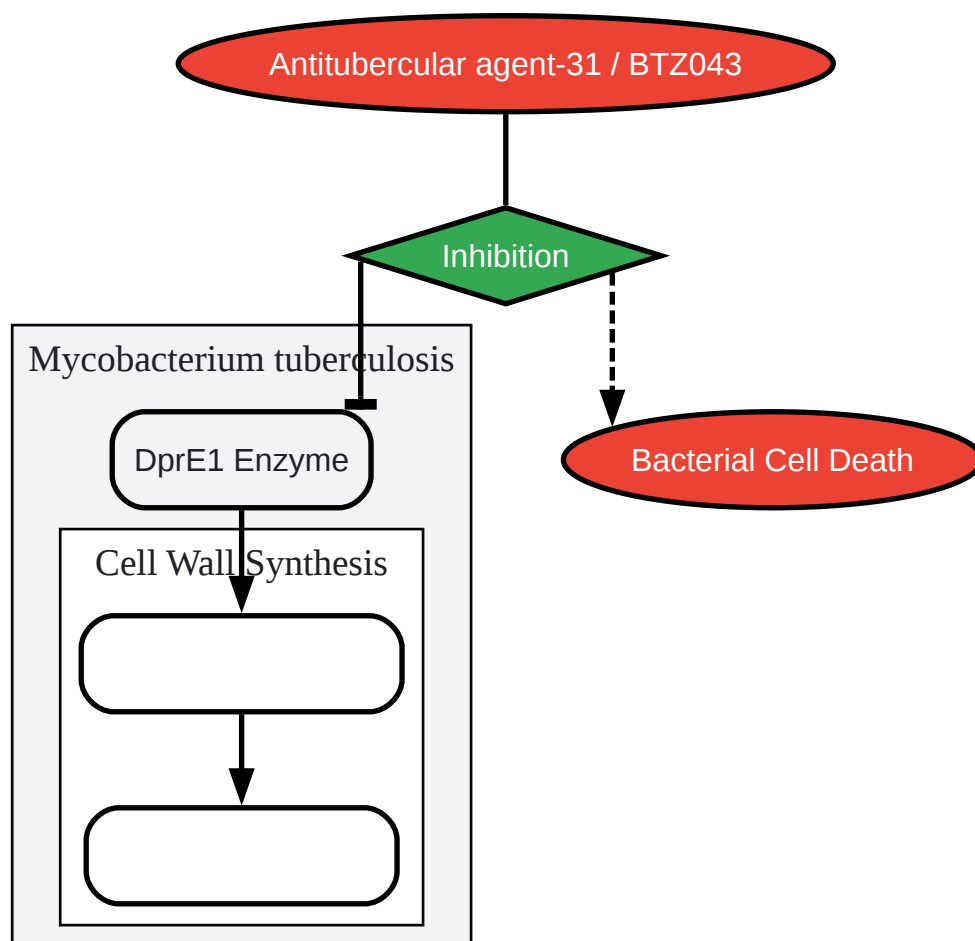 Antitubercular agent-31 / BTZ043
Inhibition
Mycobacterium tuberculosis
DprE1 Enzyme
Bacterial Cell Death
Cell Wall Synthesis